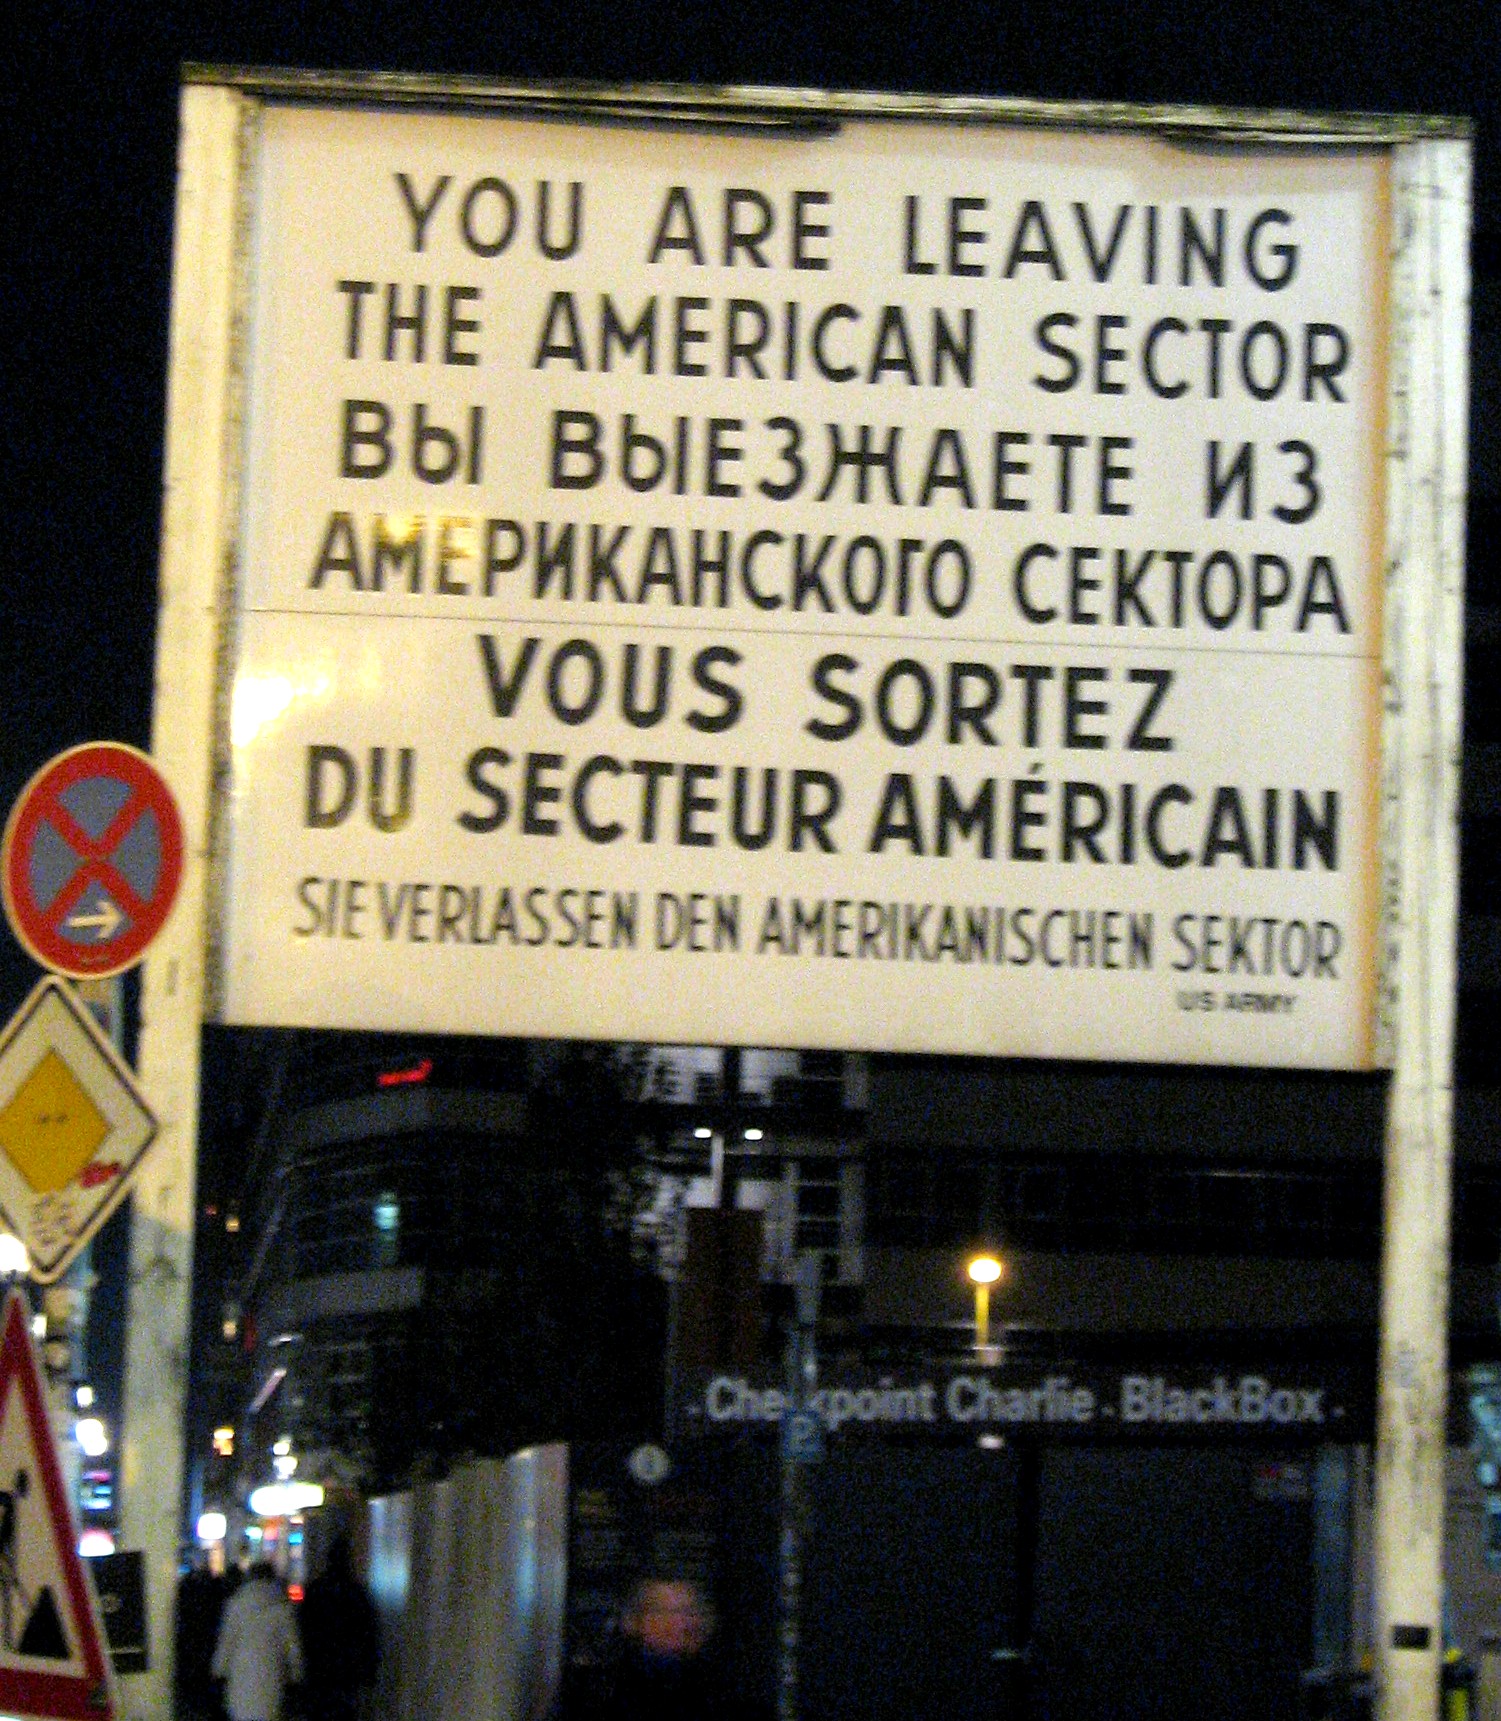 YOU ARE LEAVING
THE AMERICAN SECTOR
ВЫ ВЫЕЗЖАЕТЕ ИЗ
АМЕРИКАНСКОГО СЕКТОРА
VOUS SORTEZ
DU SECTEUR AMÉRICAIN
SIE VERLASSEN DEN AMERIKANISCHEN SEKTOR
US ARMY
Checkpoint Charlie · BlackBox ·